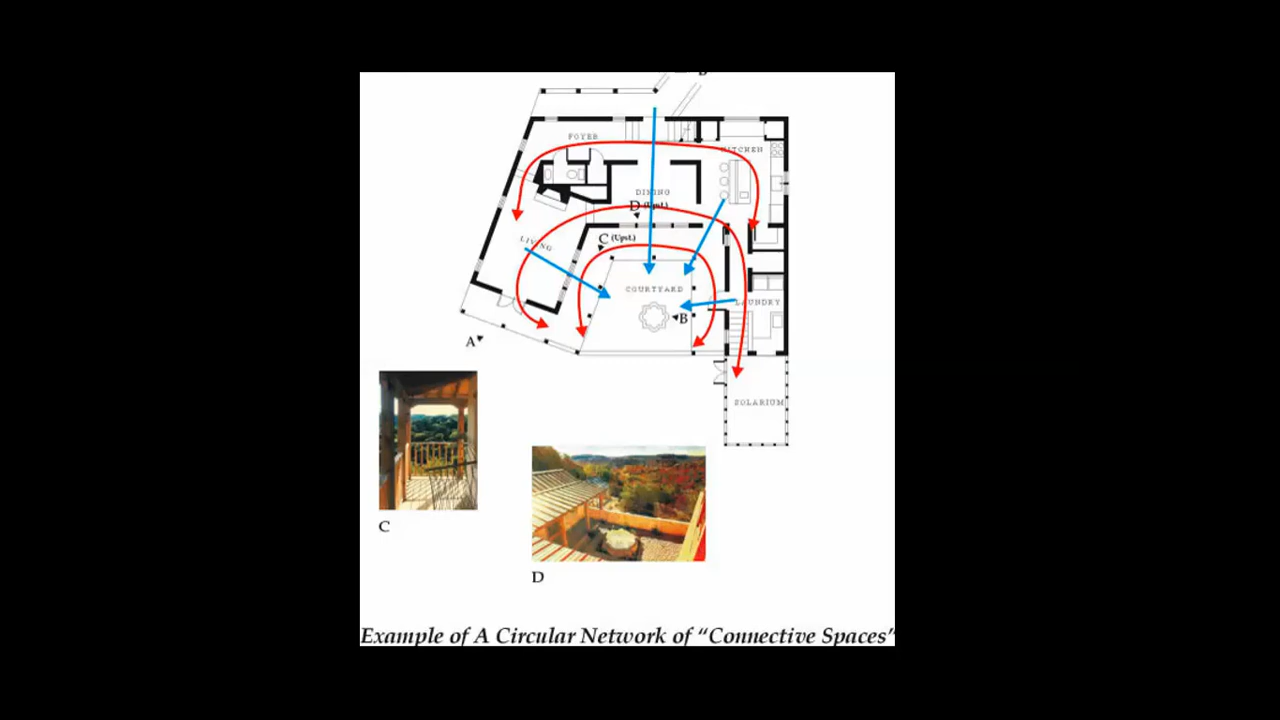 FOYER
KITCHEN
DINING
D (Upst.)
C (Upst.)
LIVING
COURTYARD
LAUNDRY
B
A
SOLARIUM
C
D
Example of A Circular Network of “Connective Spaces”